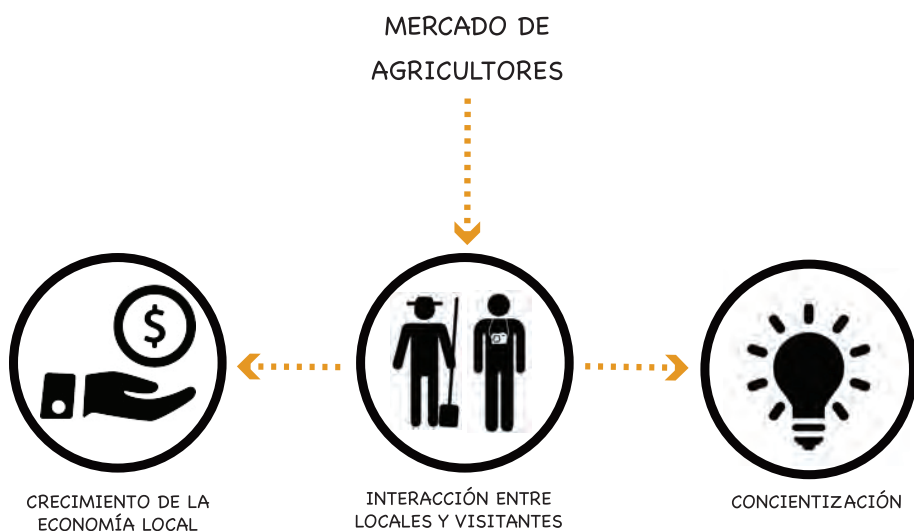 MERCADO DE
AGRICULTORES
$
CRECIMIENTO DE LA
ECONOMÍA LOCAL
INTERACCIÓN ENTRE
LOCALES Y VISITANTES
CONCIENTIZACIÓN